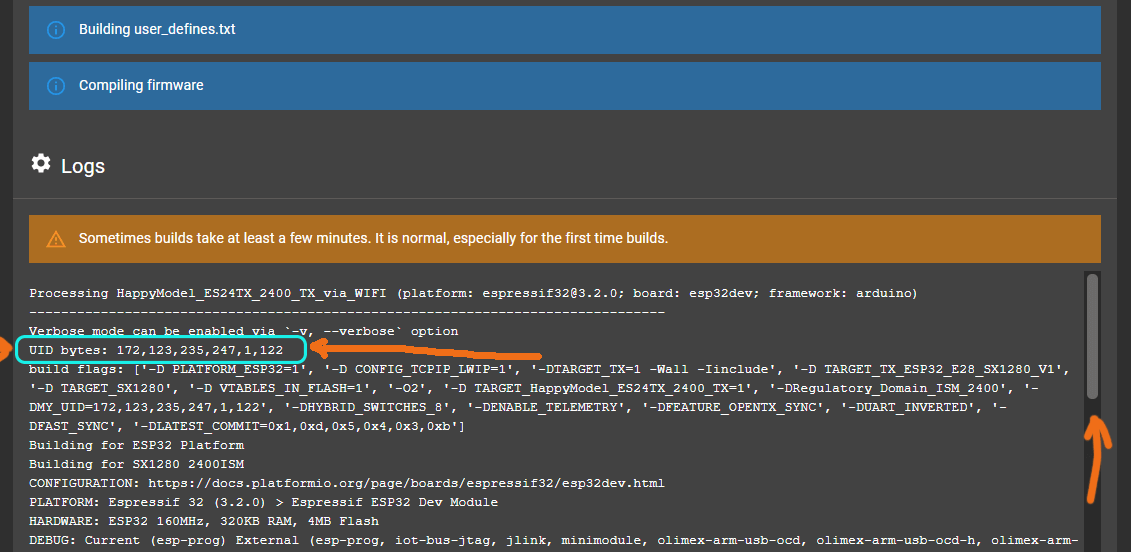 Building user_defines.txt
Compiling firmware
Logs
Sometimes builds take at least a few minutes. It is normal, especially for the first time builds.
Processing HappyModel_ES24TX_2400_TX_via_WIFI (platform: espressif32@3.2.0; board: esp32dev; framework: arduino)
--------------------------------------------------------------------------------
Verbose mode can be enabled via `-v, --verbose` option
UID bytes: 172,123,235,247,1,122
build flags: ['-D PLATFORM_ESP32=1', '-D CONFIG_TCPIP_LWIP=1', '-DTARGET_TX=1 -Wall -Iinclude', '-D TARGET_TX_ESP32_E28_SX1280_V1',
'-D TARGET_SX1280', '-D VTABLES_IN_FLASH=1', '-O2', '-D TARGET_HappyModel_ES24TX_2400_TX=1', '-DRegulatory_Domain_ISM_2400', '-
DMY_UID=172,123,235,247,1,122', '-DHYBRID_SWITCHES_8', '-DENABLE_TELEMETRY', '-DFEATURE_OPENTX_SYNC', '-DUART_INVERTED', '-
DFAST_SYNC', '-DLATEST_COMMIT=0x1,0xd,0x5,0x4,0x3,0xb']
Building for ESP32 Platform
Building for SX1280 2400ISM
CONFIGURATION: https://docs.platformio.org/page/boards/espressif32/esp32dev.html
PLATFORM: Espressif 32 (3.2.0) > Espressif ESP32 Dev Module
HARDWARE: ESP32 160MHz, 320KB RAM, 4MB Flash
DEBUG: Current (esp-prog) External (esp-prog, iot-bus-jtag, jlink, minimodule, olimex-arm-usb-ocd, olimex-arm-usb-ocd-h, olimex-arm-